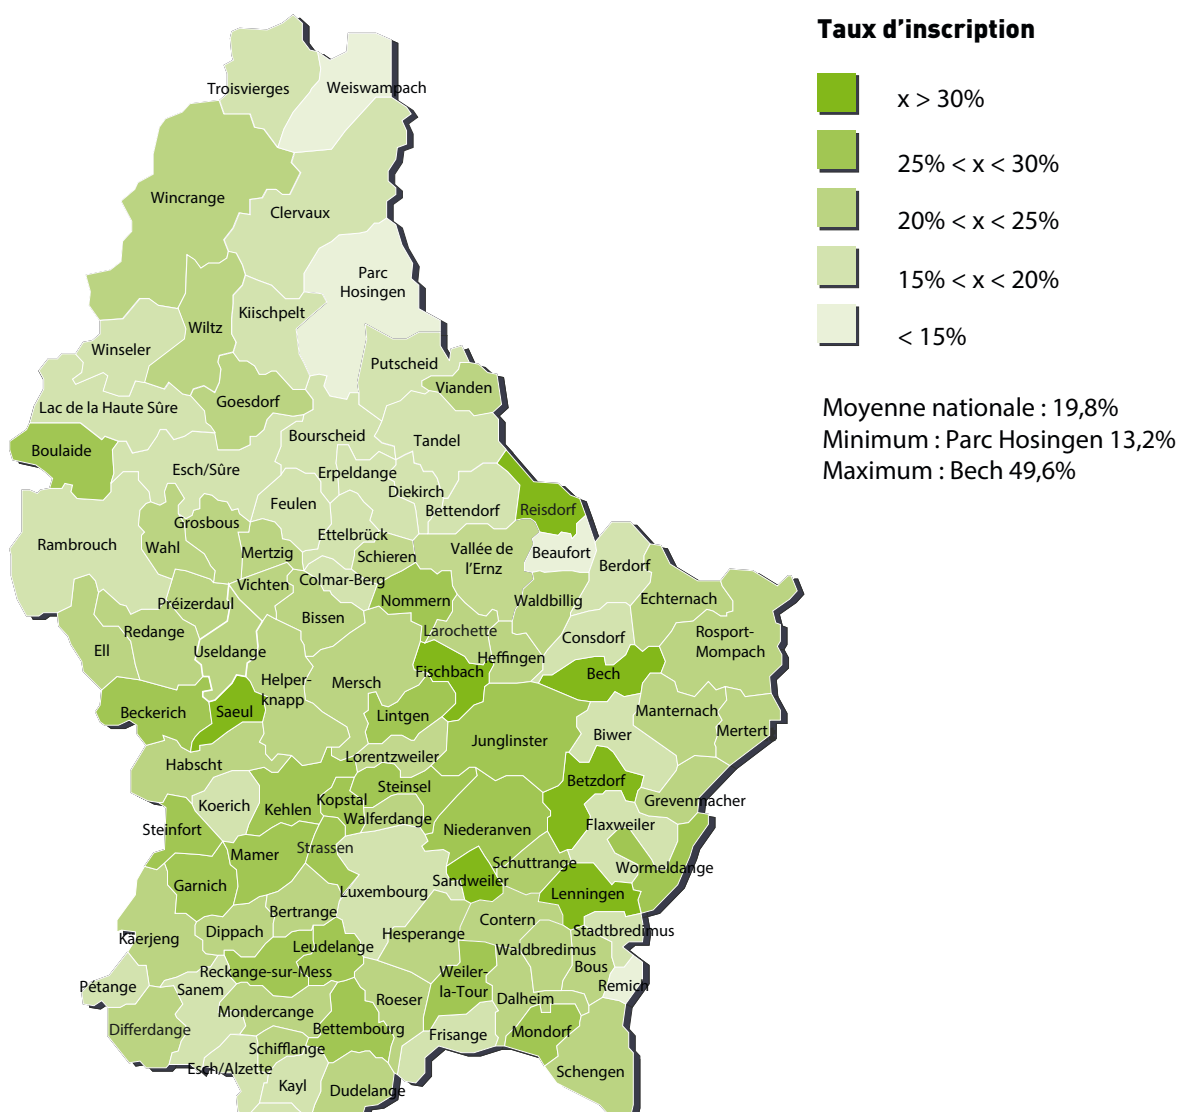 Taux d'inscription
x > 30%
25% < x < 30%
20% < x < 25%
15% < x < 20%
< 15%
Moyenne nationale : 19,8%
Minimum : Parc Hosingen 13,2%
Maximum : Bech 49,6%
Troisvierges
Weiswampach
Wincrange
Clervaux
Parc
Hosingen
Kiischpelt
Wiltz
Winseler
Putscheid
Vianden
Goesdorf
Lac de la Haute Sûre
Bourscheid
Tandel
Boulaide
Esch/Sûre
Erpeldange
Diekirch
Feulen
Bettendorf
Reisdorf
Grosbous
Ettelbrück
Rambrouch
Wahl
Mertzig
Schieren
Vallée de
l'Ernz
Beaufort
Berdorf
Vichten
Colmar-Berg
Préizerdaul
Nommern
Waldbillig
Echternach
Bissen
Redange
Larochette
Consdorf
Rosport-
Mompach
Ell
Useldange
Heffingen
Fischbach
Bech
Helper-
knapp
Mersch
Beckerich
Saeul
Lintgen
Manternach
Junglinster
Biwer
Mertert
Habscht
Lorentzweiler
Steinsel
Betzdorf
Koerich
Kehlen
Kopstal
Grevenmacher
Walferdange
Steinfort
Niederanven
Flaxweiler
Mamer
Strassen
Schuttrange
Wormeldange
Garnich
Luxembourg
Sandweiler
Lenningen
Bertrange
Contern
Dippach
Hesperange
Stadtbredimus
Käerjeng
Leudelange
Waldbredimus
Reckange-sur-Mess
Weiler-
la-Tour
Bous
Pétange
Sanem
Remich
Roeser
Dalheim
Mondercange
Differdange
Bettembourg
Frisange
Mondorf
Schifflange
Esch/Alzette
Schengen
Kayl
Dudelange